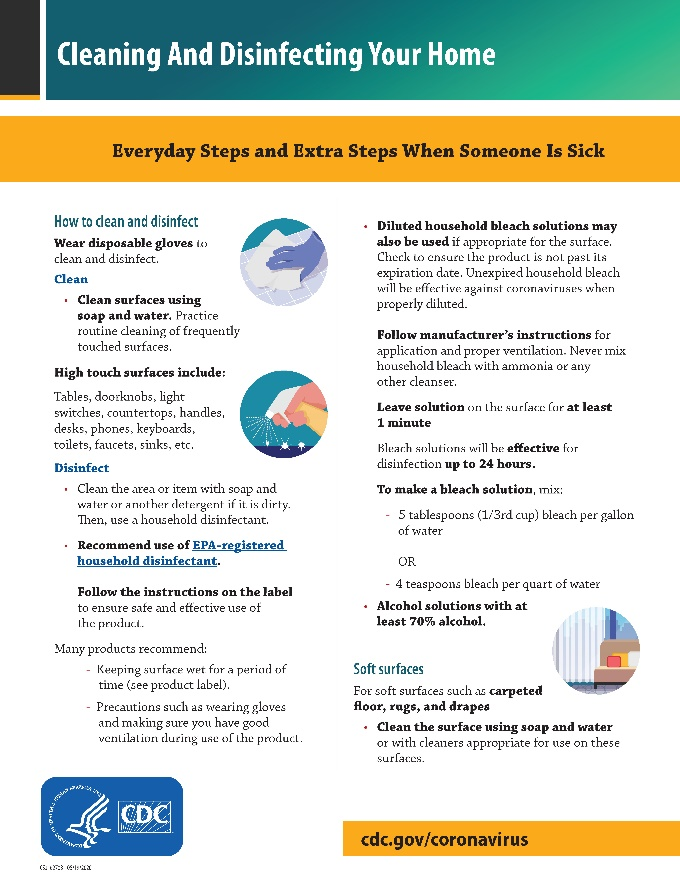 Cleaning And Disinfecting Your Home
Everyday Steps and Extra Steps When Someone Is Sick
How to clean and disinfect
Wear disposable gloves to
clean and disinfect.
Clean
• Clean surfaces using
soap and water. Practice
routine cleaning of frequently
touched surfaces.
High touch surfaces include:
Tables, doorknobs, light
switches, countertops, handles,
desks, phones, keyboards,
toilets, faucets, sinks, etc.
Disinfect
• Clean the area or item with soap and
water or another detergent if it is dirty.
Then, use a household disinfectant.
• Recommend use of EPA-registered
household disinfectant.
Follow the instructions on the label
to ensure safe and effective use of
the product.
Many products recommend:
- Keeping surface wet for a period of
time (see product label).
- Precautions such as wearing gloves
and making sure you have good
ventilation during use of the product.
• Diluted household bleach solutions may
also be used if appropriate for the surface.
Check to ensure the product is not past its
expiration date. Unexpired household bleach
will be effective against coronaviruses when
properly diluted.
Follow manufacturer's instructions for
application and proper ventilation. Never mix
household bleach with ammonia or any
other cleanser.
Leave solution on the surface for at least
1 minute
Bleach solutions will be effective for
disinfection up to 24 hours.
To make a bleach solution, mix:
- 5 tablespoons (1/3rd cup) bleach per gallon
of water
OR
- 4 teaspoons bleach per quart of water
• Alcohol solutions with at
least 70% alcohol.
Soft surfaces
For soft surfaces such as carpeted
floor, rugs, and drapes
• Clean the surface using soap and water
or with cleaners appropriate for use on these
surfaces.
CDC
cdc.gov/coronavirus